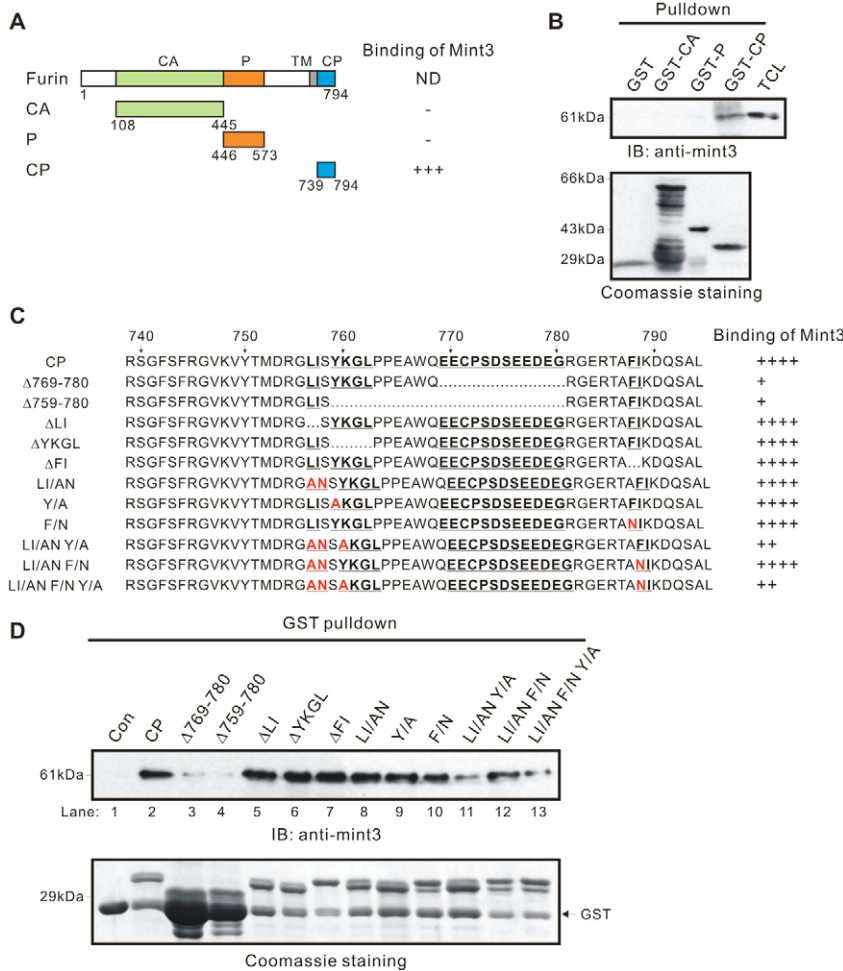 A
CA P TM CP Binding of Mint3
Furin ND
1 794
CA -
108 445
P -
446 573
CP +++
739 794
B
Pulldown
GST GST-CA GST-P GST-CP TCL
61kDa
IB: anti-mint3
66kDa
43kDa
29kDa
Coomassie staining
C
740 750 760 770 780 790 Binding of Mint3
CP RSGFSFRGVKVYTMDRGLISYKGLPPEAWQEECPSDSEEDEGRGERTAFIKDQSAL ++++
Δ769-780 RSGFSFRGVKVYTMDRGLISYKGLPPEAWQ............RGERTAFIKDQSAL +
Δ759-780 RSGFSFRGVKVYTMDRGLIS......................RGERTAFIKDQSAL +
ΔLI RSGFSFRGVKVYTMDRG...SYKGLPPEAWQEECPSDSEEDEGRGERTAFIKDQSAL ++++
ΔYKGL RSGFSFRGVKVYTMDRGLIS.........PPEAWQEECPSDSEEDEGRGERTAFIKDQSAL ++++
ΔFI RSGFSFRGVKVYTMDRGLISYKGLPPEAWQEECPSDSEEDEGRGERTA...KDQSAL ++++
LI/AN RSGFSFRGVKVYTMDRGANSYKGLPPEAWQEECPSDSEEDEGRGERTAFIKDQSAL ++++
Y/A RSGFSFRGVKVYTMDRGLISAKGLPPEAWQEECPSDSEEDEGRGERTAFIKDQSAL ++++
F/N RSGFSFRGVKVYTMDRGLISYKGLPPEAWQEECPSDSEEDEGRGERTANIKDQSAL ++++
LI/AN Y/A RSGFSFRGVKVYTMDRGANSAKGLPPEAWQEECPSDSEEDEGRGERTAFIKDQSAL ++
LI/AN F/N RSGFSFRGVKVYTMDRGANSYKGLPPEAWQEECPSDSEEDEGRGERTANIKDQSAL ++++
LI/AN F/N Y/A RSGFSFRGVKVYTMDRGANSAKGLPPEAWQEECPSDSEEDEGRGERTANIKDQSAL ++
D
GST pulldown
Con CP Δ769-780 Δ759-780 ΔLI ΔYKGL ΔFI LI/AN Y/A F/N LI/AN Y/A LI/AN F/N LI/AN F/N Y/A
61kDa
Lane: 1 2 3 4 5 6 7 8 9 10 11 12 13
IB: anti-mint3
29kDa
GST
Coomassie staining